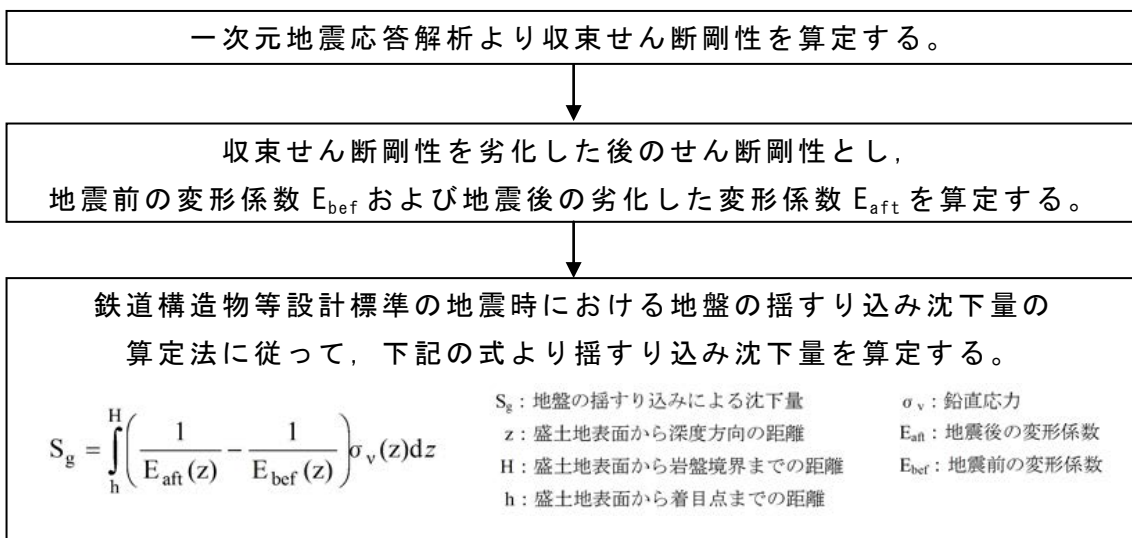 一次元地震応答解析より収束せん断剛性を算定する。
収束せん断剛性を劣化した後のせん断剛性とし,
地震前の変形係数 E_bef および地震後の劣化した変形係数 E_aft を算定する。
鉄道構造物等設計標準の地震時における地盤の揺すり込み沈下量の
算定法に従って, 下記の式より揺すり込み沈下量を算定する。
S_g = ∫_h^H ( 1/E_aft(z) − 1/E_bef(z) ) σ_v(z)dz
S_g：地盤の揺すり込みによる沈下量
z：盛土地表面から深度方向の距離
H：盛土地表面から岩盤境界までの距離
h：盛土地表面から着目点までの距離
σ_v：鉛直応力
E_aft：地震後の変形係数
E_bef：地震前の変形係数